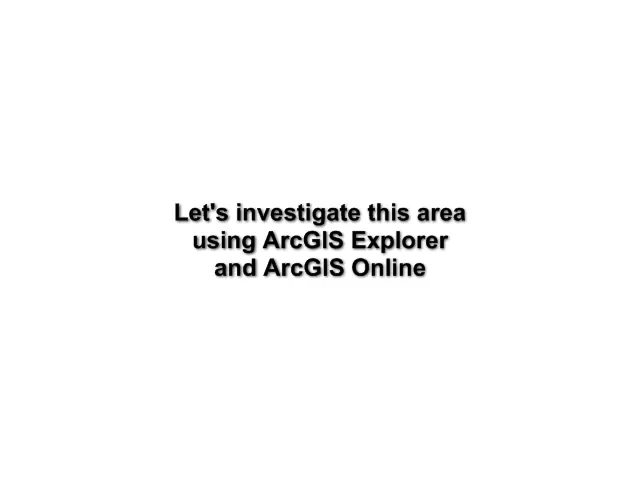 Let's investigate this area
using ArcGIS Explorer
and ArcGIS Online